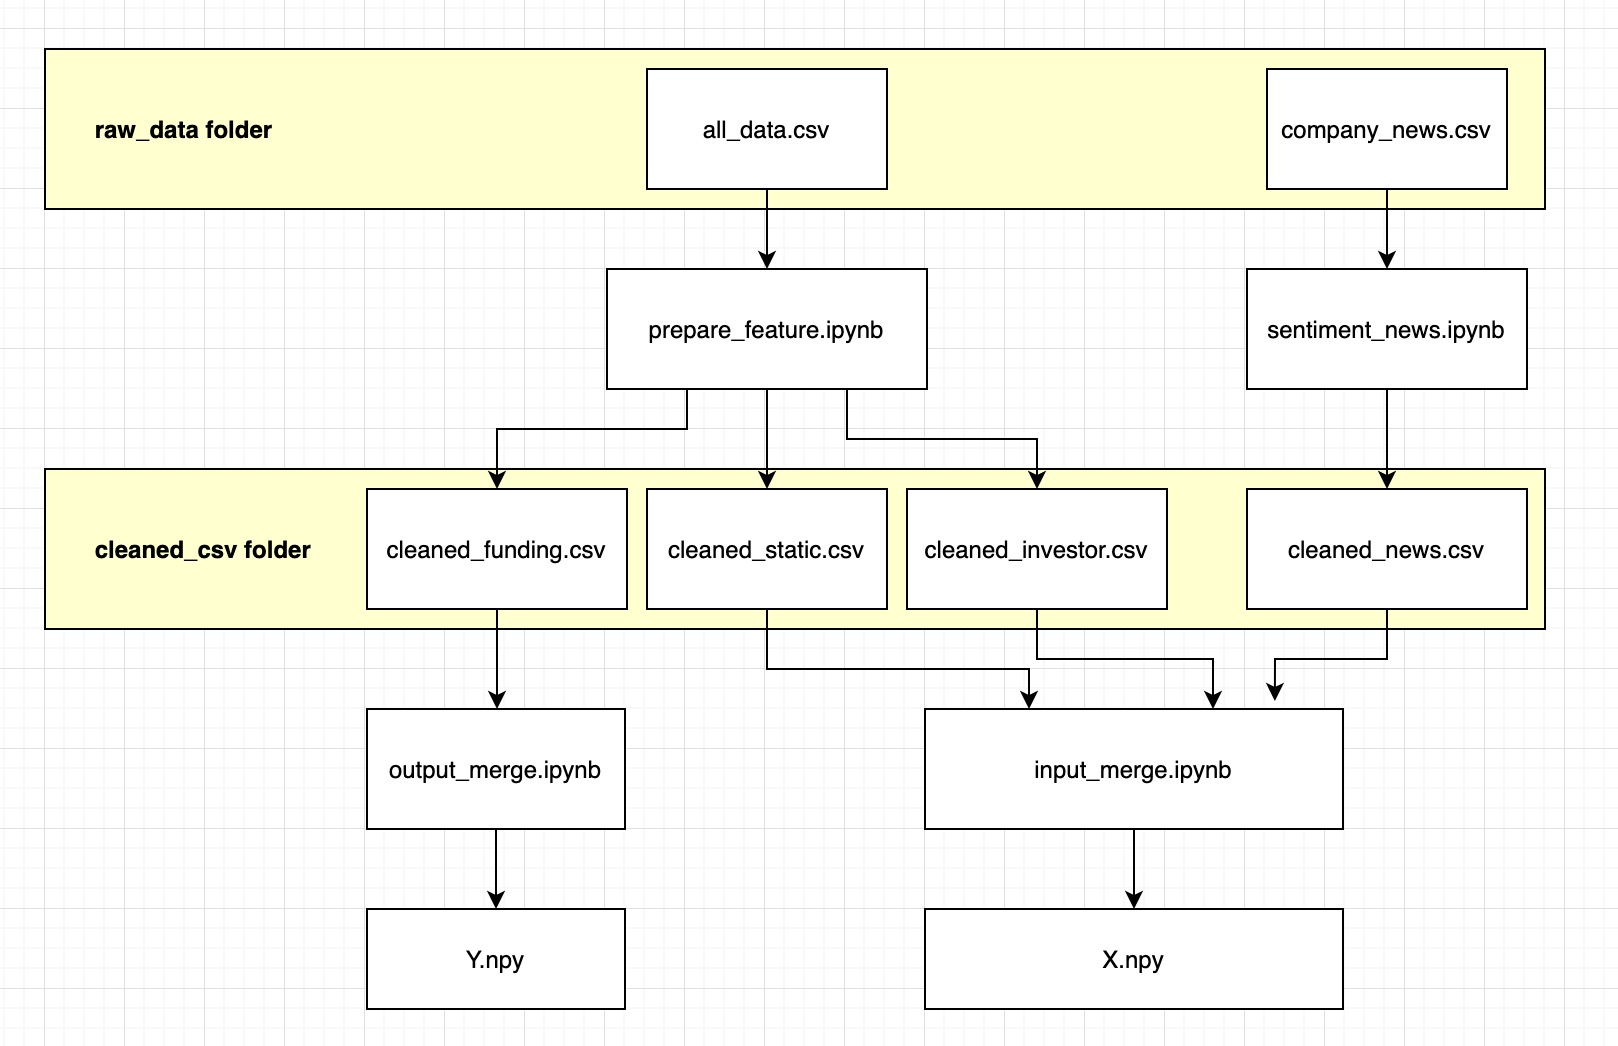 raw_data folder
all_data.csv
company_news.csv
prepare_feature.ipynb
sentiment_news.ipynb
cleaned_csv folder
cleaned_funding.csv
cleaned_static.csv
cleaned_investor.csv
cleaned_news.csv
output_merge.ipynb
input_merge.ipynb
Y.npy
X.npy